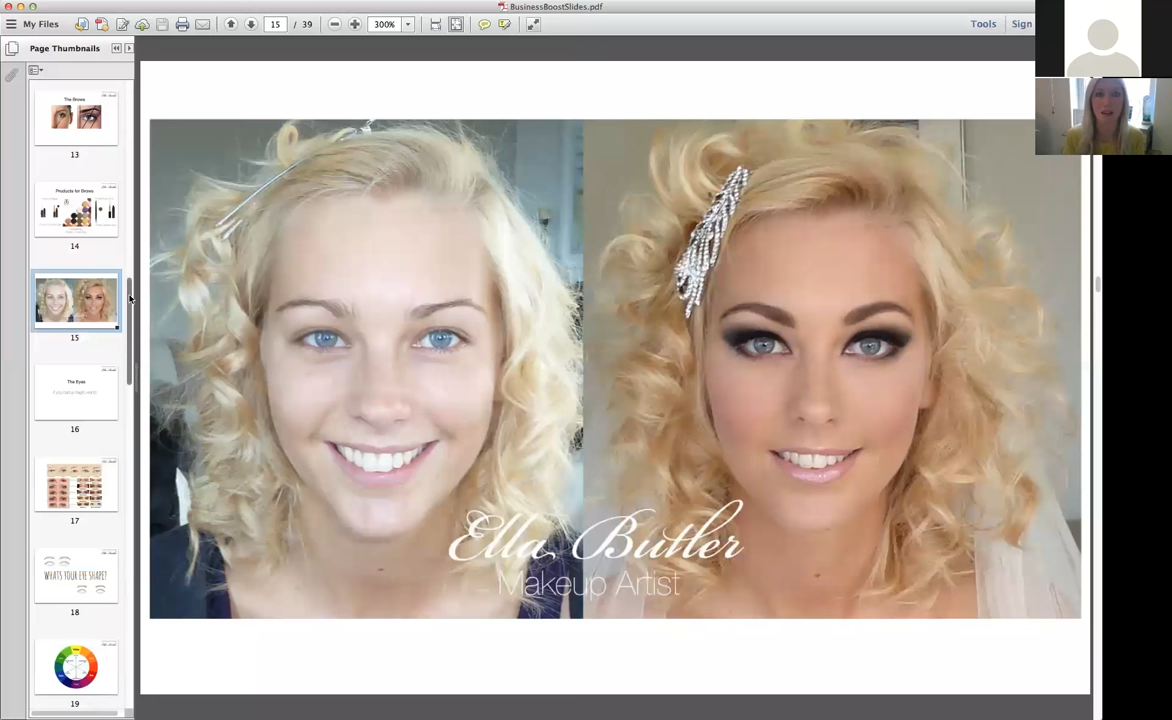 BusinessBoostSlides.pdf
My Files
15 / 39
300%
Tools
Sign
Page Thumbnails
The Brows
13
Products for Brows
14
15
The Eyes
16
17
WHATS YOUR EYE SHAPE?
18
19
Ella Butler
Makeup Artist